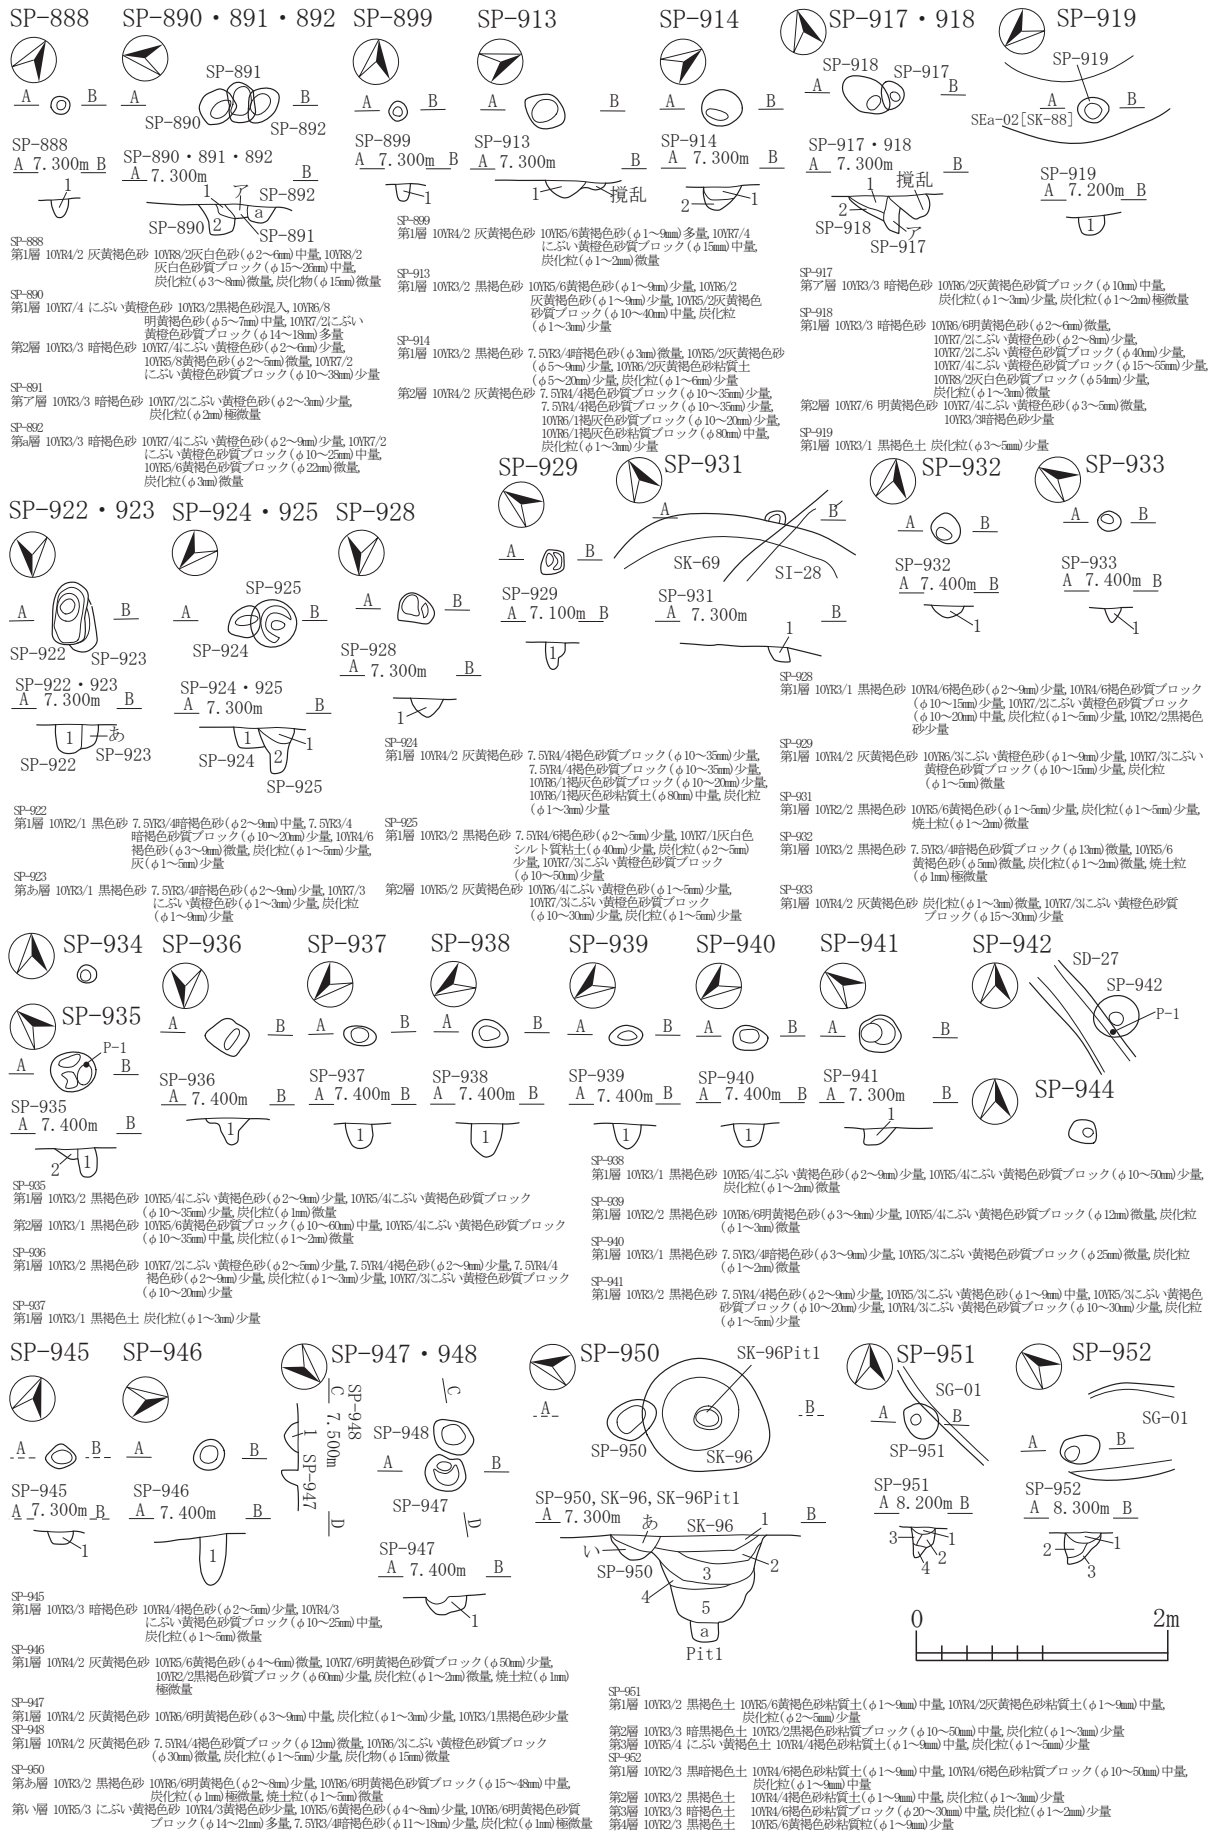 SP-888
A B
SP-888
A 7.300m B
1
SP-890・891・892
SP-891
A B
SP-890
SP-892
SP-890・891・892
A 7.300m B
1 ア SP-892
a
SP-890 2
SP-891
SP-899
A B
SP-899
A 7.300m B
1
SP-913
A B
SP-913
A 7.300m B
1 撹乱
SP-914
A B
SP-914
A 7.300m B
2 1
SP-917・918
SP-918
SP-917
A B
SP-917・918
A 7.300m B
1 撹乱
2
SP-918 ア
SP-917
SP-919
SP-919
A B
SEa-02[SK-88]
SP-919
A 7.200m B
1
SP-888
第1層 10YR4/2 灰黄褐色砂 10YR8/2灰白色砂(φ2～6mm)中量, 10YR8/2
灰白色砂質ブロック(φ15～26mm)中量,
炭化粒(φ3～8mm)微量, 炭化物(φ15mm)微量
SP-890
第1層 10YR7/4 にぶい黄橙色砂 10YR3/2黒褐色砂混入, 10YR6/8
明黄褐色砂(φ5～7mm)中量, 10YR7/2にぶい
黄橙色砂質ブロック(φ14～18mm)多量
第2層 10YR3/3 暗褐色砂 10YR7/4にぶい黄橙色砂(φ2～6mm)少量,
10YR5/8黄褐色砂(φ2～5mm)微量, 10YR7/2
にぶい黄橙色砂質ブロック(φ10～38mm)少量
SP-891
第ア層 10YR3/3 暗褐色砂 10YR7/2にぶい黄橙色砂(φ2～3mm)少量,
炭化粒(φ2mm)極微量
SP-892
第a層 10YR3/3 暗褐色砂 10YR7/4にぶい黄橙色砂(φ2～9mm)少量, 10YR7/2
にぶい黄橙色砂質ブロック(φ10～25mm)中量,
10YR5/6黄褐色砂質ブロック(φ22mm)微量,
炭化粒(φ3mm)微量
SP-899
第1層 10YR4/2 灰黄褐色砂 10YR5/6黄褐色砂(φ1～9mm)多量, 10YR7/4
にぶい黄橙色砂質ブロック(φ15mm)中量,
炭化粒(φ1～2mm)微量
SP-913
第1層 10YR3/2 黒褐色砂 10YR5/6黄褐色砂(φ1～9mm)少量, 10YR6/2
灰黄褐色砂(φ1～9mm)少量, 10YR5/2灰黄褐色
砂質ブロック(φ10～40mm)中量, 炭化粒
(φ1～3mm)少量
SP-914
第1層 10YR3/2 黒褐色砂 7.5YR3/4暗褐色砂(φ3mm)微量, 10YR5/2灰黄褐色砂
(φ5～9mm)少量, 10YR6/2灰黄褐色砂粘質土
(φ5～20mm)少量, 炭化粒(φ1～6mm)少量
第2層 10YR4/2 灰黄褐色砂 7.5YR4/4褐色砂質ブロック(φ10～35mm)少量,
7.5YR4/4褐色砂質ブロック(φ10～35mm)少量,
10YR6/1褐灰色砂質ブロック(φ10～20mm)少量,
10YR6/1褐灰色砂粘質土(φ80mm)中量,
炭化粒(φ1～3mm)少量
SP-917
第ア層 10YR3/3 暗褐色砂 10YR6/2灰黄褐色砂質ブロック(φ10mm)中量,
炭化粒(φ1～3mm)少量, 炭化粒(φ1～2mm)極微量
SP-918
第1層 10YR3/3 暗褐色砂 10YR6/6明黄褐色砂(φ2～6mm)微量,
10YR7/2にぶい黄橙色砂(φ2～8mm)少量,
10YR7/2にぶい黄橙色砂質ブロック(φ40mm)少量,
10YR7/4にぶい黄橙色砂質ブロック(φ15～55mm)少量,
10YR8/2灰白色砂質ブロック(φ54mm)少量,
炭化粒(φ1～3mm)微量
第2層 10YR7/6 明黄褐色砂 10YR7/4にぶい黄橙色砂(φ3～5mm)微量,
10YR3/3暗褐色砂少量
SP-919
第1層 10YR3/1 黒褐色土 炭化粒(φ3～5mm)少量
SP-922・923
A B
SP-922 SP-923
SP-922・923
A 7.300m B
1 あ
SP-922 SP-923
SP-924・925
SP-925
A B
SP-924
SP-924・925
A 7.300m B
1
SP-924 2
SP-925
SP-928
A B
SP-928
A 7.300m B
1
SP-929
A B
SP-929
A 7.100m B
1
SP-931
A B
SK-69
SI-28
SP-931
A 7.300m B
1
SP-932
A B
SP-932
A 7.400m B
1
SP-933
A B
SP-933
A 7.400m B
1
SP-922
第1層 10YR2/1 黒色砂 7.5YR3/4暗褐色砂(φ2～9mm)中量, 7.5YR3/4
暗褐色砂質ブロック(φ10～20mm)少量, 10YR4/6
褐色砂(φ3～9mm)微量, 炭化粒(φ1～5mm)少量,
灰(φ1～5mm)少量
SP-923
第あ層 10YR3/1 黒褐色砂 7.5YR3/4暗褐色砂(φ2～9mm)少量, 10YR7/3
にぶい黄橙色砂(φ1～3mm)少量, 炭化粒
(φ1～9mm)少量
SP-924
第1層 10YR4/2 灰黄褐色砂 7.5YR4/4褐色砂質ブロック(φ10～35mm)少量,
7.5YR4/4褐色砂質ブロック(φ10～35mm)少量,
10YR6/1褐灰色砂質ブロック(φ10～20mm)少量,
10YR6/1褐灰色砂粘質土(φ80mm)中量, 炭化粒
(φ1～3mm)少量
SP-925
第1層 10YR3/2 黒褐色砂 7.5YR4/6褐色砂(φ2～5mm)少量, 10YR7/1灰白色
シルト質粘土(φ40mm)少量, 炭化粒(φ2～5mm)
少量, 10YR7/3にぶい黄橙色砂質ブロック
(φ10～50mm)少量
第2層 10YR5/2 灰黄褐色砂 10YR6/4にぶい黄橙色砂(φ1～5mm)少量,
10YR7/3にぶい黄橙色砂質ブロック
(φ10～30mm)少量, 炭化粒(φ1～5mm)少量
SP-928
第1層 10YR3/1 黒褐色砂 10YR4/6褐色砂(φ2～9mm)少量, 10YR4/6褐色砂質ブロック
(φ10～15mm)少量, 10YR7/2にぶい黄橙色砂質ブロック
(φ10～20mm)中量, 炭化粒(φ1～5mm)少量, 10YR2/2黒褐色
砂少量
SP-929
第1層 10YR4/2 灰黄褐色砂 10YR6/3にぶい黄橙色砂(φ1～9mm)少量, 10YR7/3にぶい
黄橙色砂質ブロック(φ10～15mm)少量, 炭化粒
(φ1～5mm)微量
SP-931
第1層 10YR2/2 黒褐色砂 10YR5/6黄褐色砂(φ1～5mm)少量, 炭化粒(φ1～5mm)少量,
焼土粒(φ1～2mm)微量
SP-932
第1層 10YR3/2 黒褐色砂 7.5YR3/4暗褐色砂質ブロック(φ13mm)微量, 10YR5/6
黄褐色砂(φ5mm)微量, 炭化粒(φ1～2mm)微量, 焼土粒
(φ1mm)極微量
SP-933
第1層 10YR4/2 灰黄褐色砂 炭化粒(φ1～3mm)微量, 10YR7/3にぶい黄橙色砂質
ブロック(φ15～30mm)少量
SP-934
SP-935
P-1
A B
SP-935
A 7.400m B
2 1
SP-936
A B
SP-936
A 7.400m B
1
SP-937
A B
SP-937
A 7.400m B
1
SP-938
A B
SP-938
A 7.400m B
1
SP-939
A B
SP-939
A 7.400m B
1
SP-940
A B
SP-940
A 7.400m B
1
SP-941
A B
SP-941
A 7.300m B
1
SP-942
SD-27
SP-942
P-1
SP-944
SP-935
第1層 10YR3/2 黒褐色砂 10YR5/4にぶい黄褐色砂(φ2～9mm)少量, 10YR5/4にぶい黄褐色砂質ブロック
(φ10～35mm)少量, 炭化粒(φ1mm)微量
第2層 10YR3/1 黒褐色砂 10YR5/6黄褐色砂質ブロック(φ10～60mm)中量, 10YR5/4にぶい黄褐色砂質ブロック
(φ10～35mm)中量, 炭化粒(φ1～2mm)微量
SP-936
第1層 10YR3/2 黒褐色砂 10YR7/2にぶい黄橙色砂(φ2～5mm)少量, 7.5YR4/4褐色砂(φ2～9mm)少量, 7.5YR4/4
褐色砂(φ2～9mm)少量, 炭化粒(φ1～3mm)少量, 10YR7/3にぶい黄橙色砂質ブロック
(φ10～20mm)少量
SP-937
第1層 10YR3/1 黒褐色土 炭化粒(φ1～3mm)少量
SP-938
第1層 10YR3/1 黒褐色砂 10YR5/4にぶい黄褐色砂(φ2～9mm)少量, 10YR5/4にぶい黄褐色砂質ブロック(φ10～50mm)少量,
炭化粒(φ1～2mm)微量
SP-939
第1層 10YR2/2 黒褐色砂 10YR6/6明黄褐色砂(φ3～9mm)少量, 10YR5/4にぶい黄褐色砂質ブロック(φ12mm)微量, 炭化粒
(φ1～3mm)微量
SP-940
第1層 10YR3/1 黒褐色砂 7.5YR3/4暗褐色砂(φ3～9mm)少量, 10YR5/3にぶい黄褐色砂質ブロック(φ25mm)微量, 炭化粒
(φ1～2mm)微量
SP-941
第1層 10YR3/2 黒褐色砂 7.5YR4/4褐色砂(φ2～9mm)少量, 10YR5/3にぶい黄褐色砂(φ1～9mm)中量, 10YR5/3にぶい黄褐色
砂質ブロック(φ10～20mm)少量, 10YR4/3にぶい黄褐色砂質ブロック(φ10～30mm)少量, 炭化粒
(φ1～5mm)少量
SP-945
A B
SP-945
A 7.300m B
1
SP-946
A B
SP-946
A 7.400m B
1
SP-947・948
C
SP-948
C 7.500m
1 SP-947
D
SP-948
A B
SP-947
D
SP-947
A 7.400m B
1
SP-950
SK-96Pit1
A B
SP-950
SK-96
SP-950, SK-96, SK-96Pit1
A 7.300m B
あ SK-96 1
い
SP-950 3 2
4
5
a
Pit1
SP-951
SG-01
A B
SP-951
SP-951
A 8.200m B
3 1
2
4
SP-952
SG-01
A B
SP-952
A 8.300m B
2 1
3
0 2m
SP-945
第1層 10YR3/3 暗褐色砂 10YR4/4褐色砂(φ2～5mm)少量, 10YR4/3
にぶい黄褐色砂質ブロック(φ10～25mm)中量,
炭化粒(φ1～5mm)微量
SP-946
第1層 10YR4/2 灰黄褐色砂 10YR5/6黄褐色砂(φ4～6mm)微量, 10YR7/6明黄褐色砂質ブロック(φ50mm)少量,
10YR2/2黒褐色砂質ブロック(φ60mm)少量, 炭化粒(φ1～2mm)微量, 焼土粒(φ1mm)
極微量
SP-947
第1層 10YR4/2 灰黄褐色砂 10YR6/6明黄褐色砂(φ3～9mm)中量, 炭化粒(φ1～3mm)少量, 10YR3/1黒褐色砂少量
SP-948
第1層 10YR4/2 灰黄褐色砂 7.5YR4/4褐色砂質ブロック(φ12mm)微量, 10YR6/3にぶい黄橙色砂質ブロック
(φ30mm)微量, 炭化粒(φ1～5mm)少量, 炭化物(φ15mm)微量
SP-950
第あ層 10YR3/2 黒褐色砂 10YR6/6明黄褐色(φ2～8mm)少量, 10YR6/6明黄褐色砂質ブロック(φ15～48mm)中量,
炭化粒(φ1mm)極微量, 焼土粒(φ1～5mm)微量
第い層 10YR5/3 にぶい黄褐色砂 10YR4/3黄褐色砂少量, 10YR5/6黄褐色砂(φ4～8mm)少量, 10YR6/6明黄褐色砂質
ブロック(φ14～21mm)多量, 7.5YR3/4暗褐色砂(φ11～18mm)少量, 炭化粒(φ1mm)極微量
SP-951
第1層 10YR3/2 黒褐色土 10YR5/6黄褐色砂粘質土(φ1～9mm)中量, 10YR4/2灰黄褐色砂粘質土(φ1～9mm)中量,
炭化粒(φ2～5mm)少量
第2層 10YR3/3 暗黒褐色土 10YR3/2黒褐色砂粘質ブロック(φ10～50mm)中量, 炭化粒(φ1～3mm)少量
第3層 10YR5/4 にぶい黄褐色土 10YR4/4褐色砂粘質土(φ1～9mm)中量, 炭化粒(φ1～5mm)少量
SP-952
第1層 10YR2/3 黒暗褐色土 10YR4/6褐色砂粘質土(φ1～9mm)中量, 10YR4/6褐色砂粘質ブロック(φ10～50mm)中量,
炭化粒(φ1～9mm)中量
第2層 10YR3/2 黒褐色土 10YR4/4褐色砂粘質土(φ1～9mm)中量, 炭化粒(φ1～3mm)少量
第3層 10YR3/3 暗褐色土 10YR4/6褐色砂粘質ブロック(φ20～30mm)中量, 炭化粒(φ1～2mm)少量
第4層 10YR2/3 黒褐色土 10YR5/6黄褐色砂粘質粒(φ1～9mm)少量